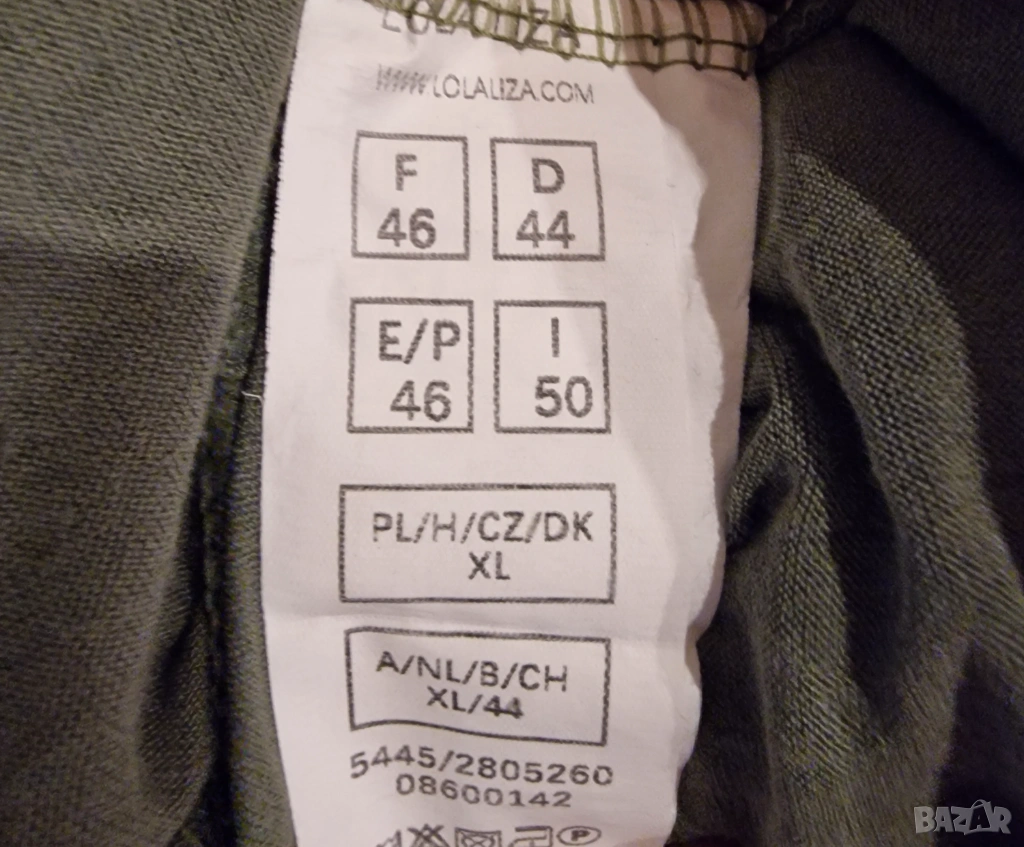 LOLALIZA
WWW.LOLALIZA.COM
F
46
D
44
E/P
46
I
50
PL/H/CZ/DK
XL
A/NL/B/CH
XL/44
5445/2805260
08600142
P
BAZAR